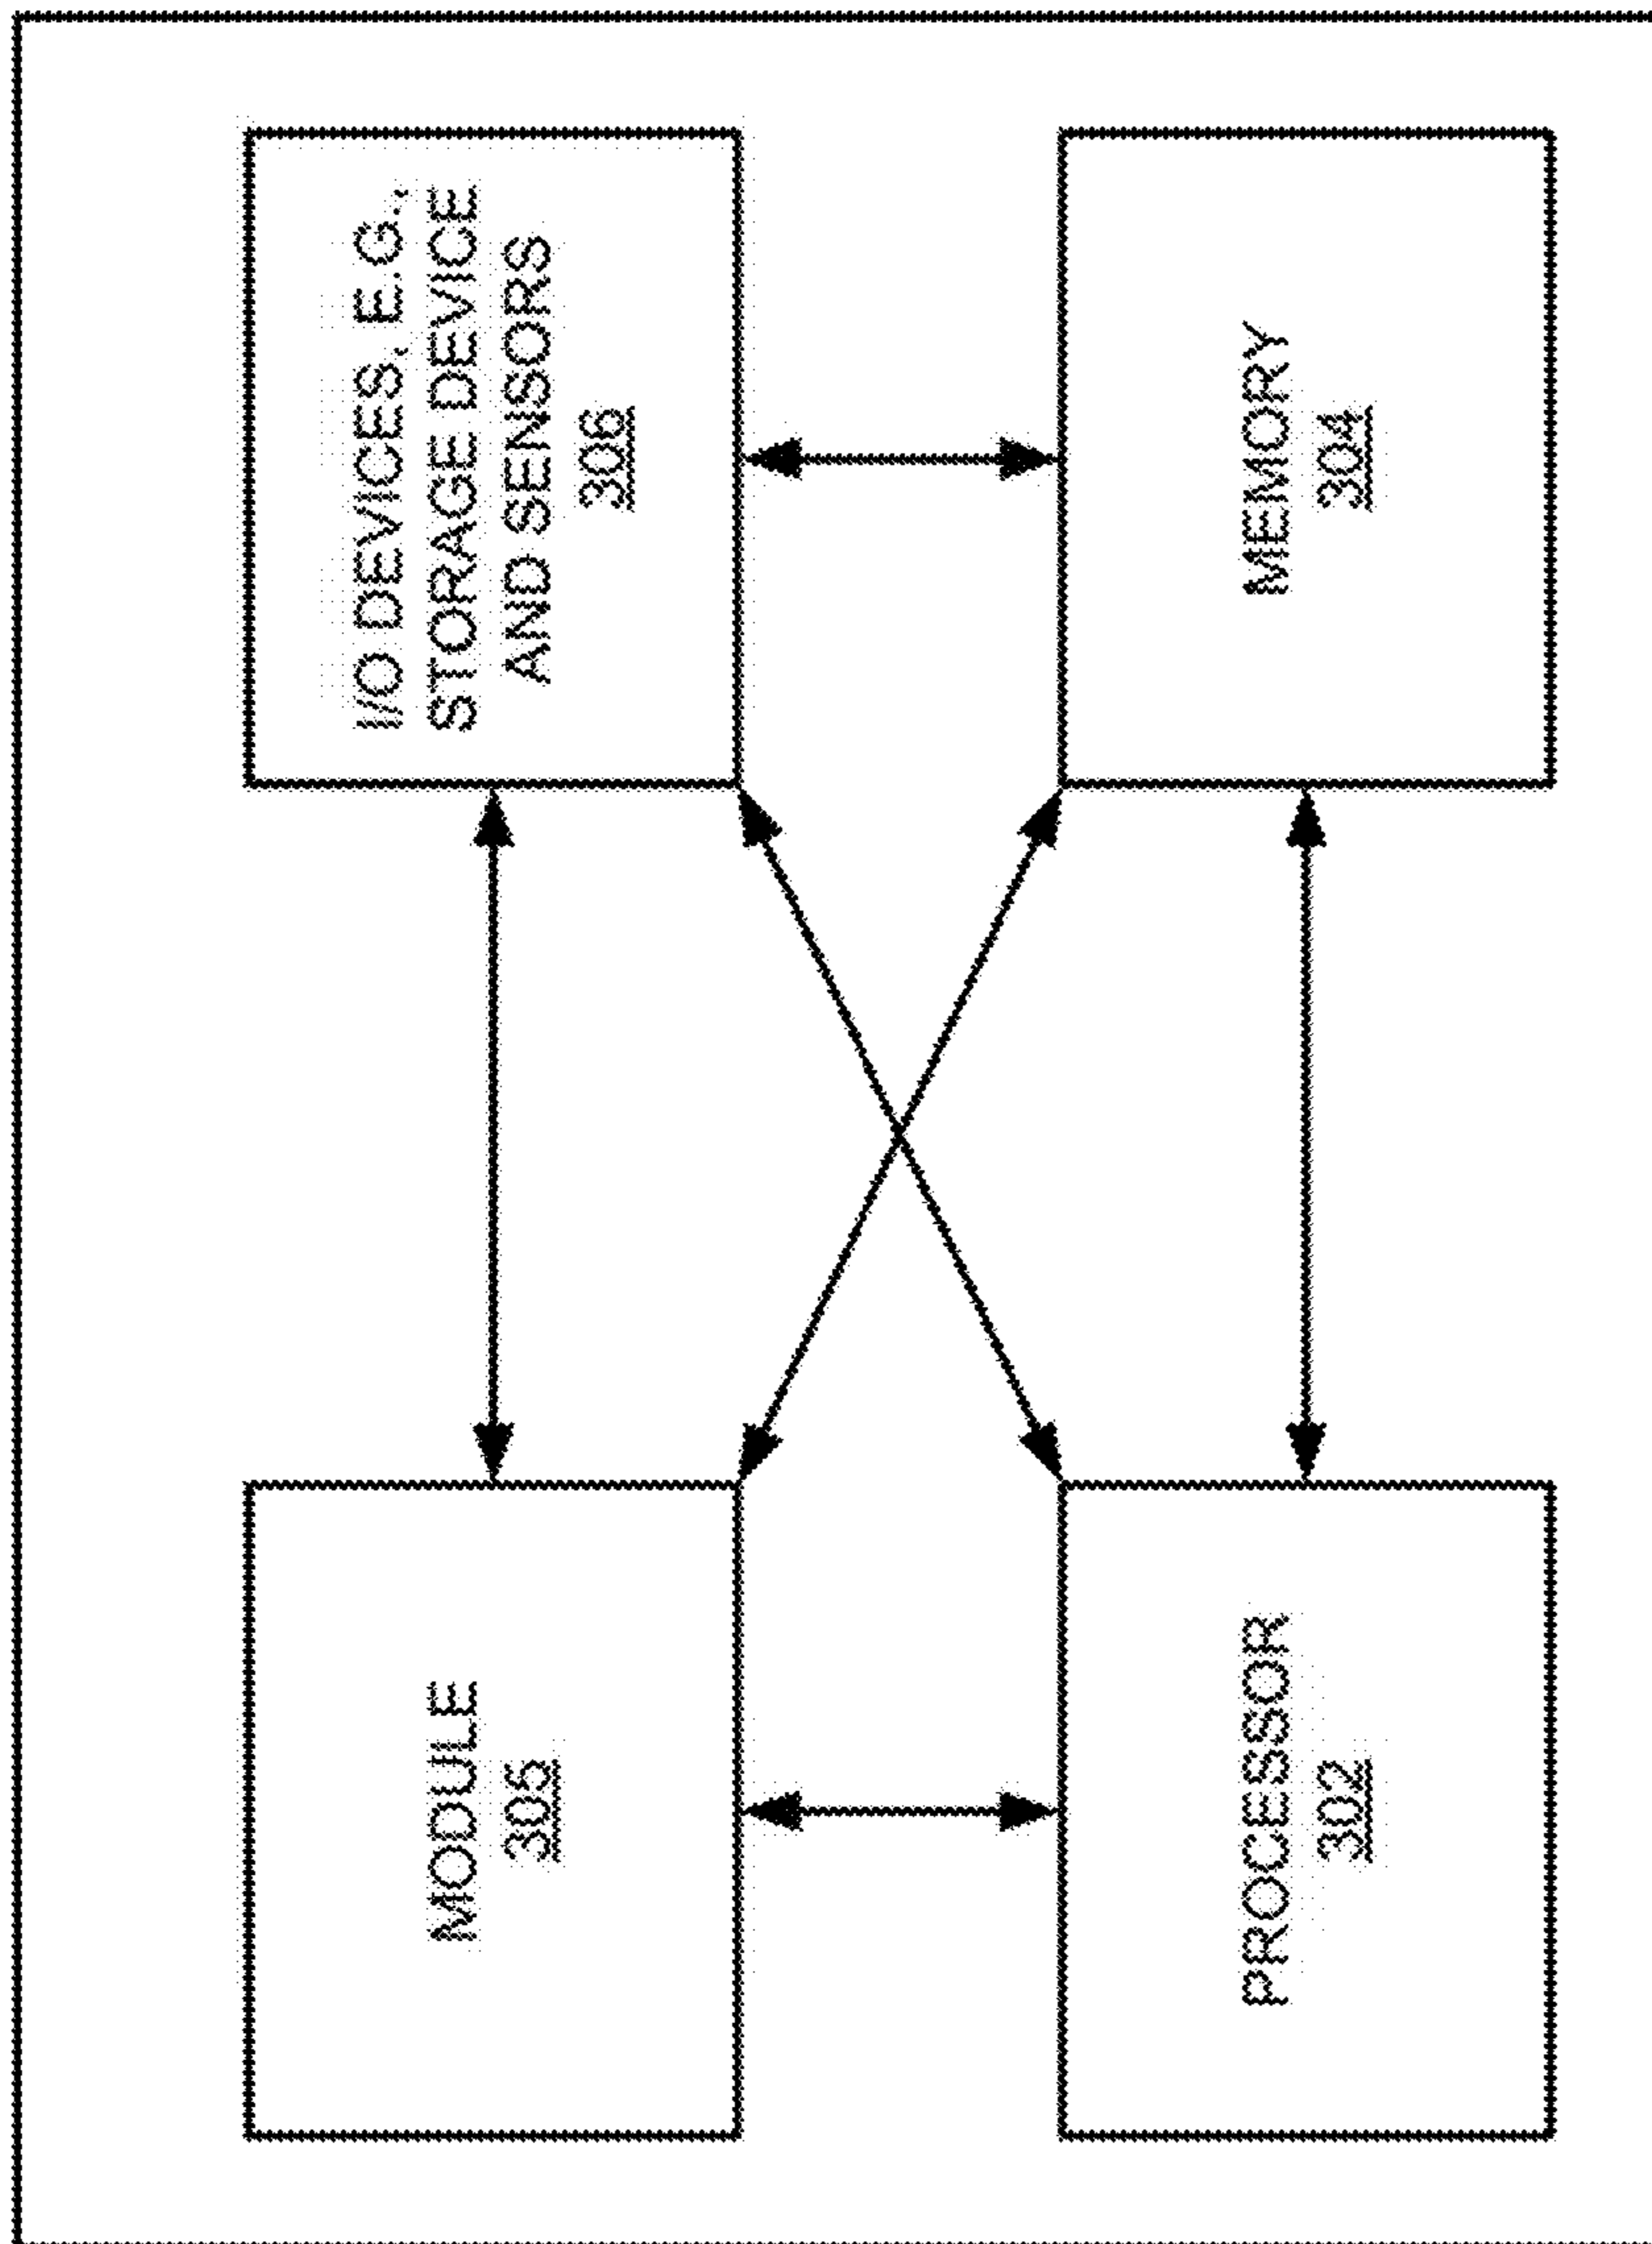 MODULE
305
I/O DEVICES, E.G.,
STORAGE DEVICE
AND SENSORS
306
PROCESSOR
302
MEMORY
304